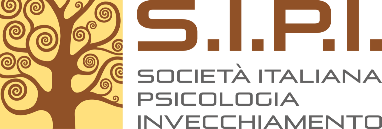 S.I.P.I.
SOCIETÀ ITALIANA
PSICOLOGIA
INVECCHIAMENTO